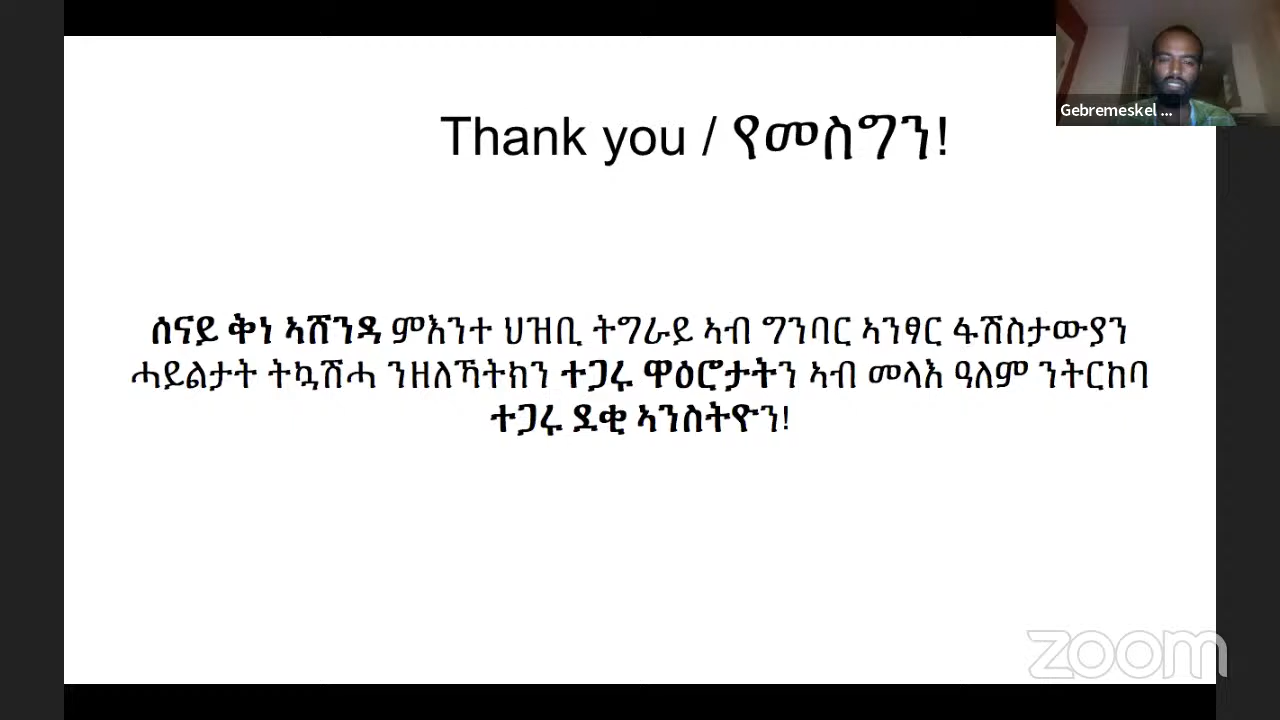 Gebremeskel ...
Thank you / የመስግን!
ሰናይ ቅነ ኣሸንዳ ምእንተ ህዝቢ ትግራይ ኣብ ግንባር ኣንፃር ፋሽስታውያን
ሓይልታት ትኳሽሓ ንዘለኻትክን ተጋሩ ዋዕሮታትን ኣብ መላእ ዓለም ንትርከባ
ተጋሩ ደቂ ኣንስትዮን!
zoom